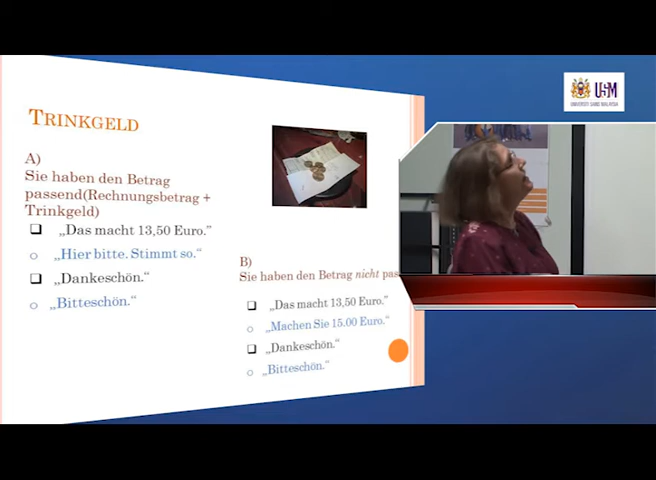 USM
UNIVERSITI SAINS MALAYSIA
TRINKGELD
A)
Sie haben den Betrag
passend(Rechnungsbetrag +
Trinkgeld)
„Das macht 13,50 Euro.”
„Hier bitte. Stimmt so.“
„Dankeschön.“
„Bitteschön.”
B)
Sie haben den Betrag nicht pas
„Das macht 13,50 Euro.”
„Machen Sie 15.00 Euro.”
„Dankeschön.“
„Bitteschön.”